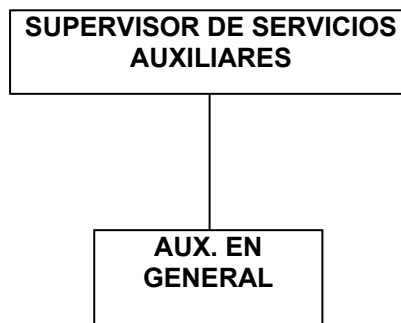 SUPERVISOR DE SERVICIOS
AUXILIARES
AUX. EN
GENERAL